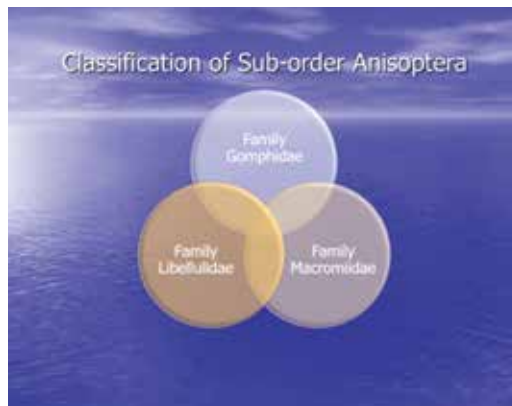 Classification of Sub-order Anisoptera
Family
Gomphidae
Family
Libellulidae
Family
Macromiidae